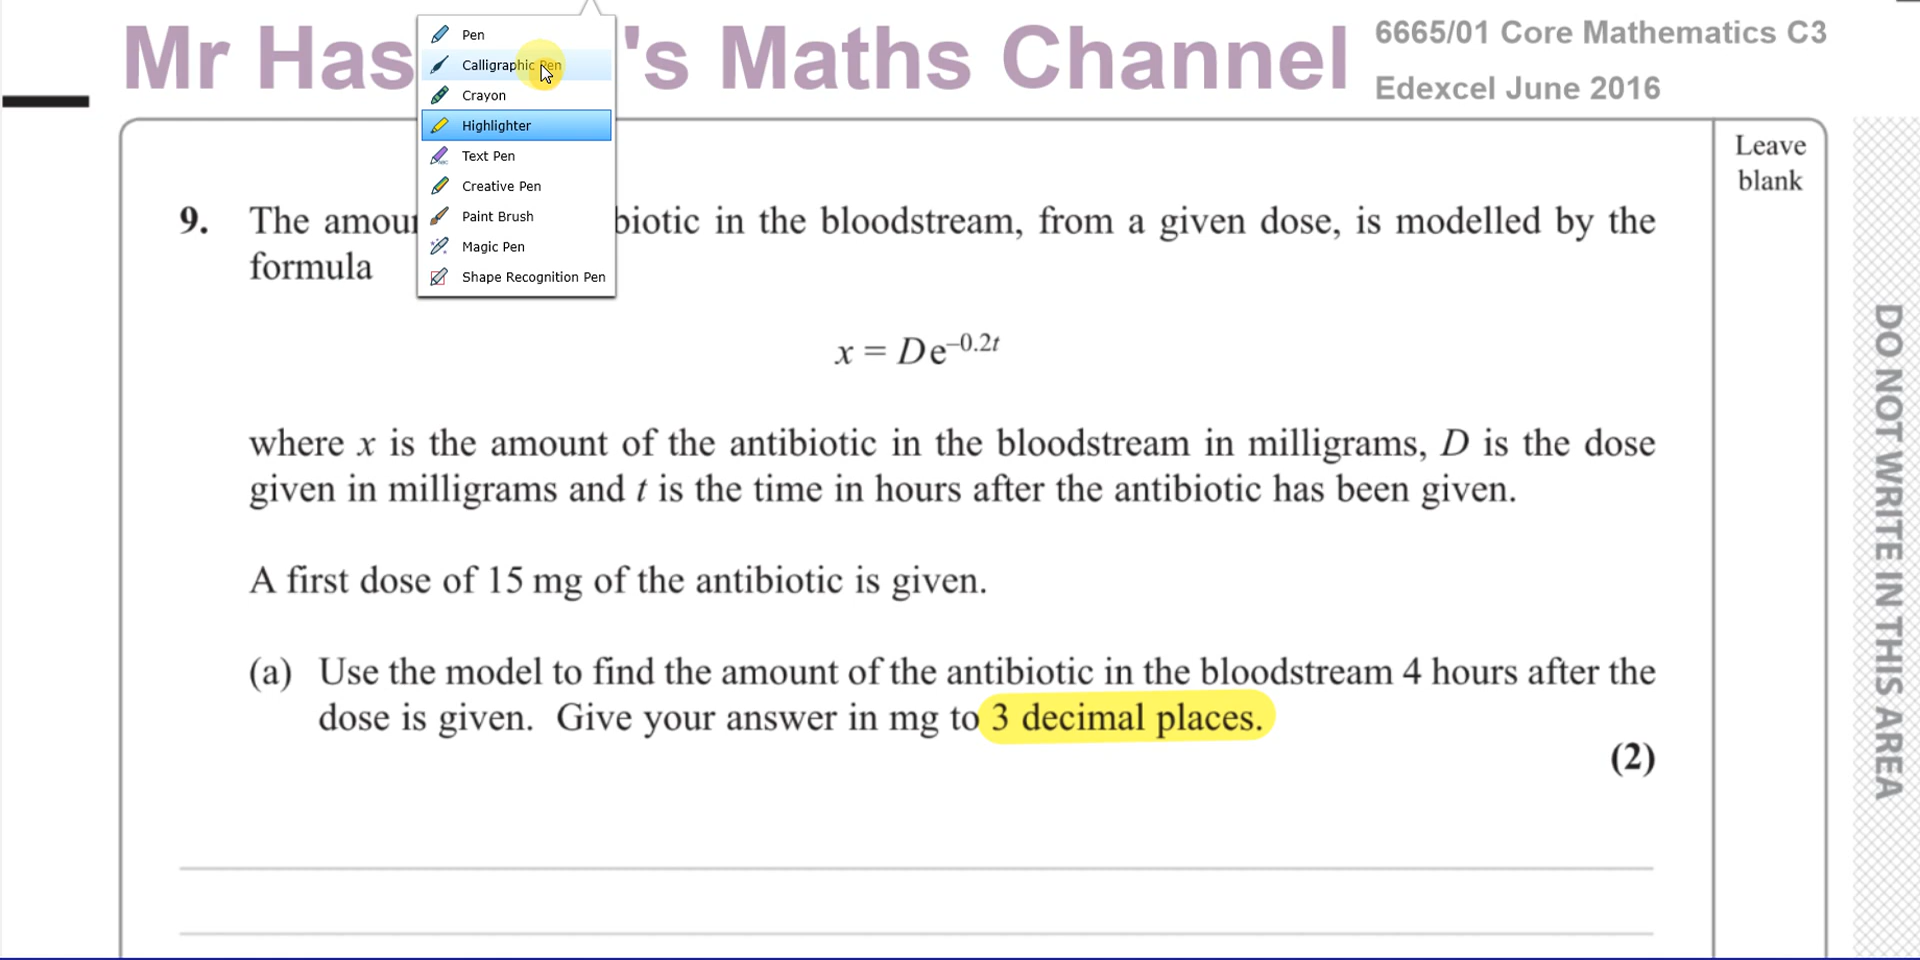 Mr Has 's Maths Channel
6665/01 Core Mathematics C3
Edexcel June 2016
Pen
Calligraphic Pen
Crayon
Highlighter
Text Pen
Creative Pen
Paint Brush
Magic Pen
Shape Recognition Pen
Leave
blank
9. The amou biotic in the bloodstream, from a given dose, is modelled by the
formula
x = De^{-0.2t}
where x is the amount of the antibiotic in the bloodstream in milligrams, D is the dose
given in milligrams and t is the time in hours after the antibiotic has been given.
A first dose of 15 mg of the antibiotic is given.
(a) Use the model to find the amount of the antibiotic in the bloodstream 4 hours after the
dose is given. Give your answer in mg to 3 decimal places.
(2)
DO NOT WRITE IN THIS AREA